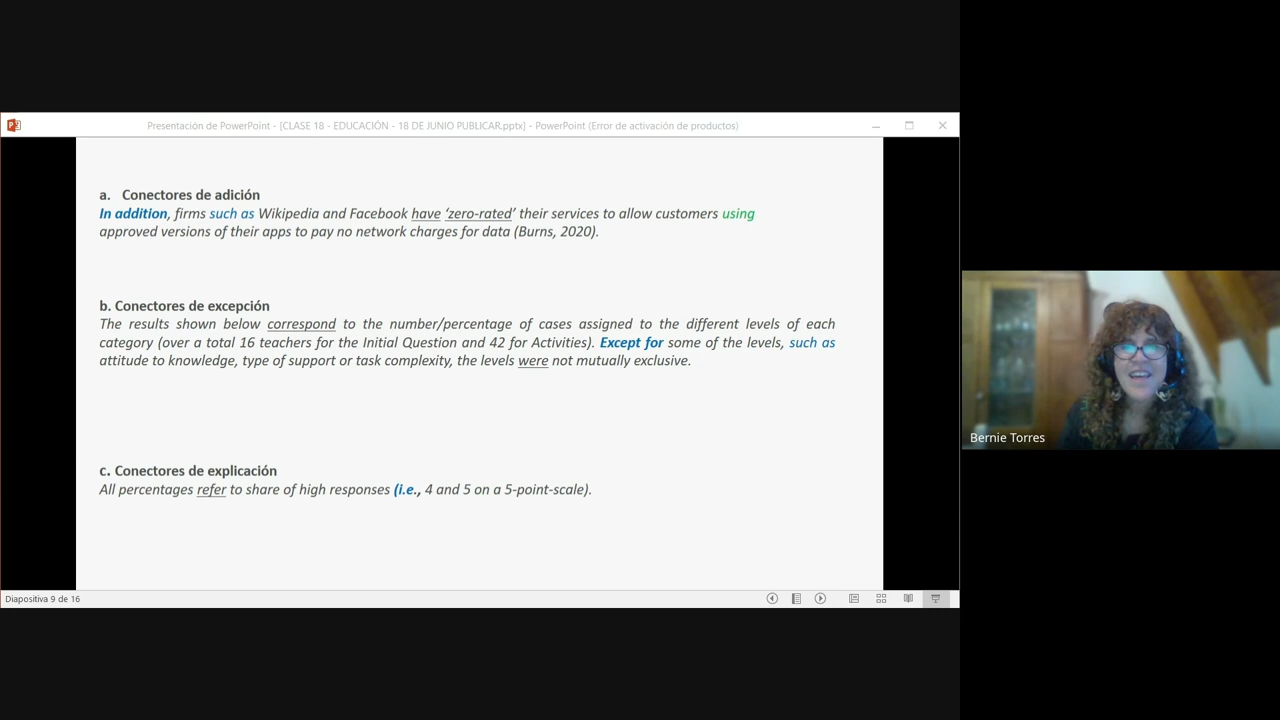 Presentación de PowerPoint - [CLASE 18 - EDUCACIÓN - 18 DE JUNIO PUBLICAR.pptx] - PowerPoint (Error de activación de productos)
a. Conectores de adición
In addition, firms such as Wikipedia and Facebook have ‘zero-rated’ their services to allow customers using
approved versions of their apps to pay no network charges for data (Burns, 2020).
b. Conectores de excepción
The results shown below correspond to the number/percentage of cases assigned to the different levels of each
category (over a total 16 teachers for the Initial Question and 42 for Activities). Except for some of the levels, such as
attitude to knowledge, type of support or task complexity, the levels were not mutually exclusive.
c. Conectores de explicación
All percentages refer to share of high responses (i.e., 4 and 5 on a 5-point-scale).
Diapositiva 9 de 16
Bernie Torres